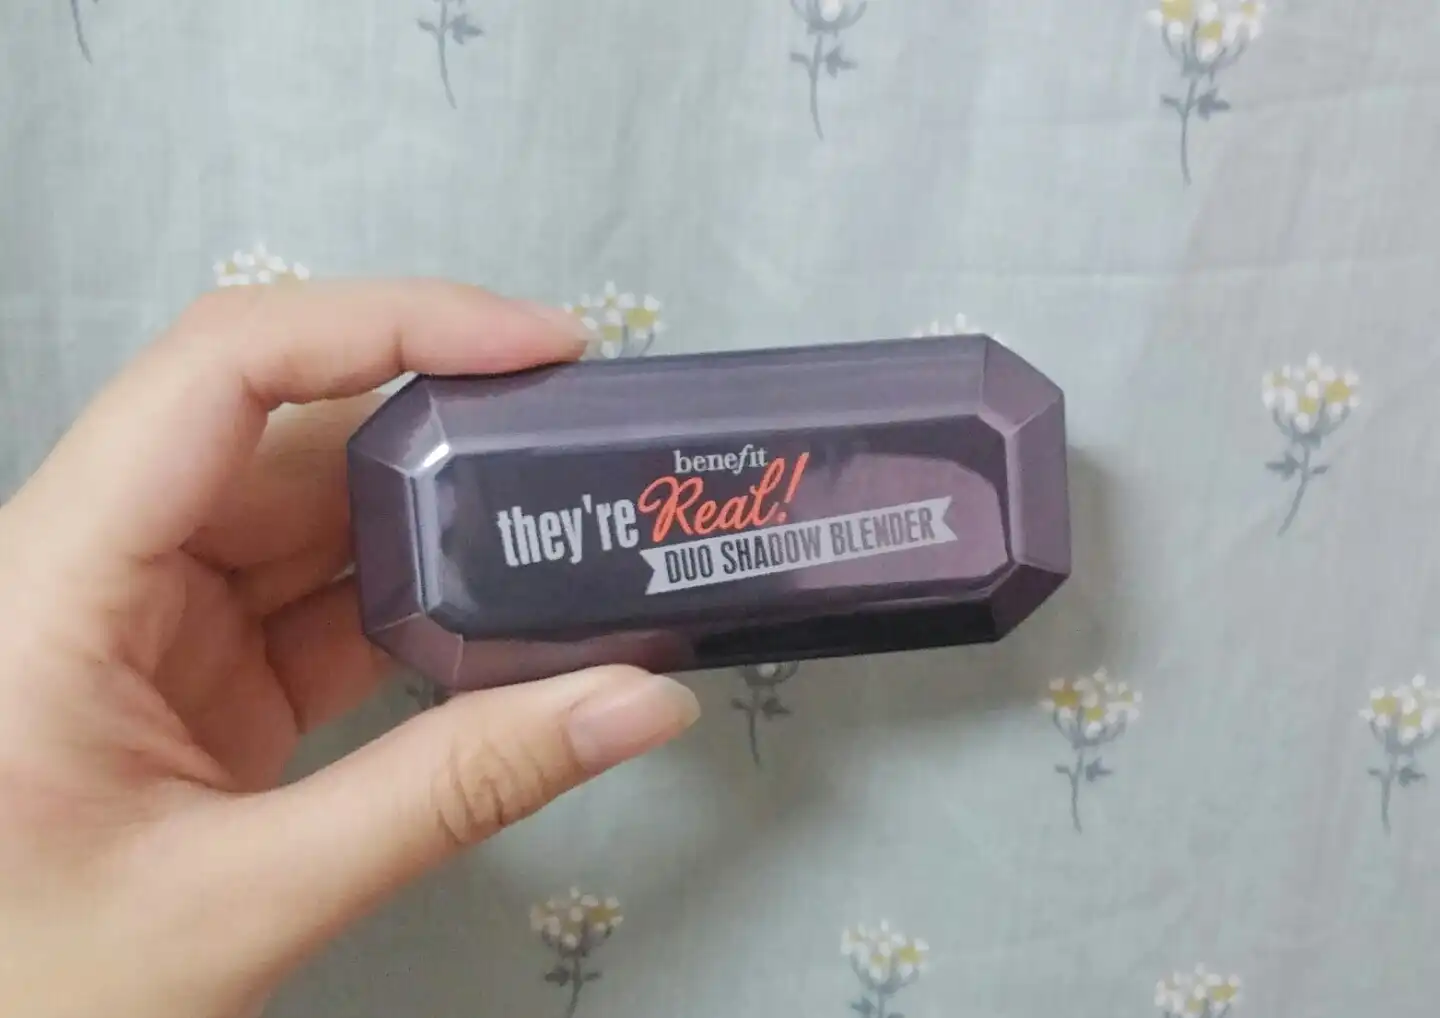 benefit
they're Real!
DUO SHADOW BLENDER